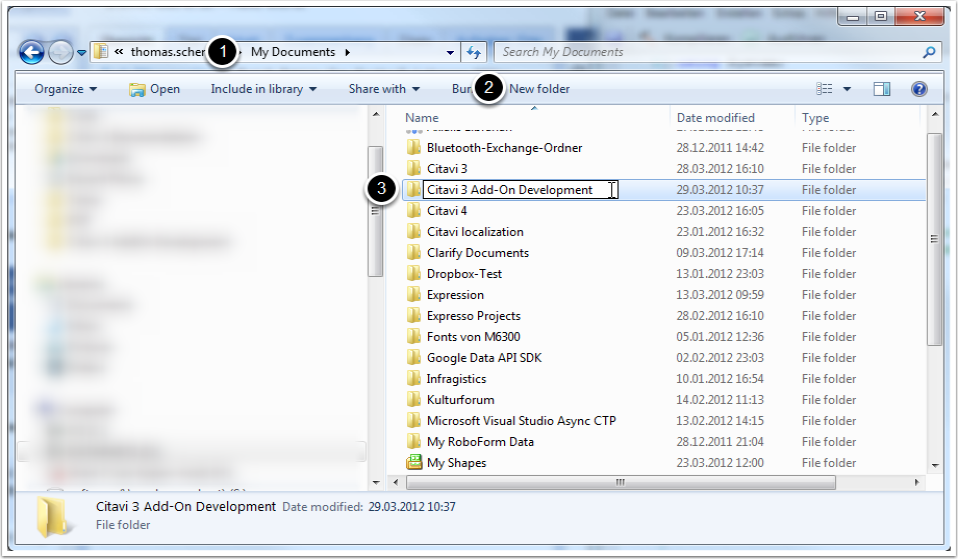 « thomas.scher 1 My Documents
Search My Documents
Organize Open Include in library Share with Bur 2 New folder
Name Date modified Type
Bluetooth-Exchange-Ordner 28.12.2011 14:42 File folder
Citavi 3 28.03.2012 16:10 File folder
3 Citavi 3 Add-On Development 29.03.2012 10:37 File folder
Citavi 4 23.03.2012 16:05 File folder
Citavi localization 23.01.2012 16:32 File folder
Clarify Documents 09.03.2012 17:14 File folder
Dropbox-Test 13.01.2012 23:03 File folder
Expression 13.03.2012 09:59 File folder
Expresso Projects 28.02.2012 16:10 File folder
Fonts von M6300 05.01.2012 12:36 File folder
Google Data API SDK 02.02.2012 23:03 File folder
Infragistics 10.01.2012 16:54 File folder
Kulturforum 14.02.2012 11:13 File folder
Microsoft Visual Studio Async CTP 13.02.2012 14:15 File folder
My RoboForm Data 28.12.2011 21:04 File folder
My Shapes 23.03.2012 12:00 File folder
Citavi 3 Add-On Development Date modified: 29.03.2012 10:37
File folder